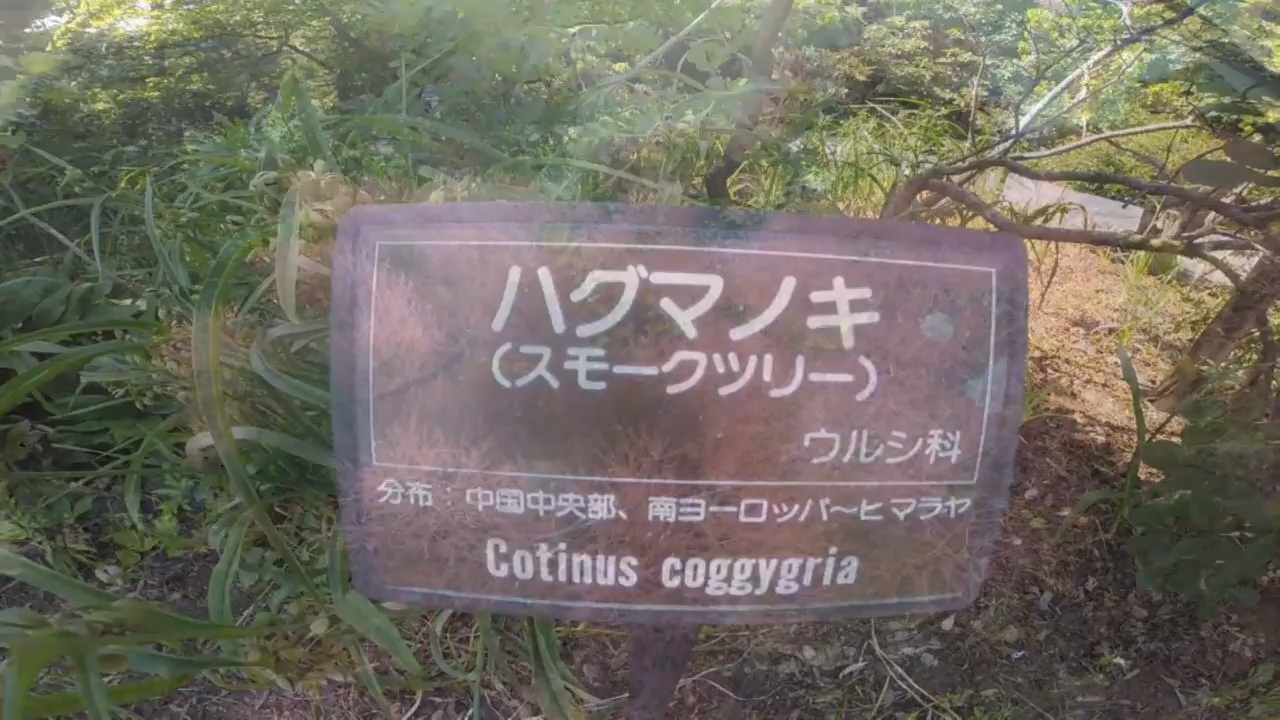 ハグマノキ
（スモークツリー）
ウルシ科
分布：中国中央部、南ヨーロッパ〜ヒマラヤ
Cotinus coggygria